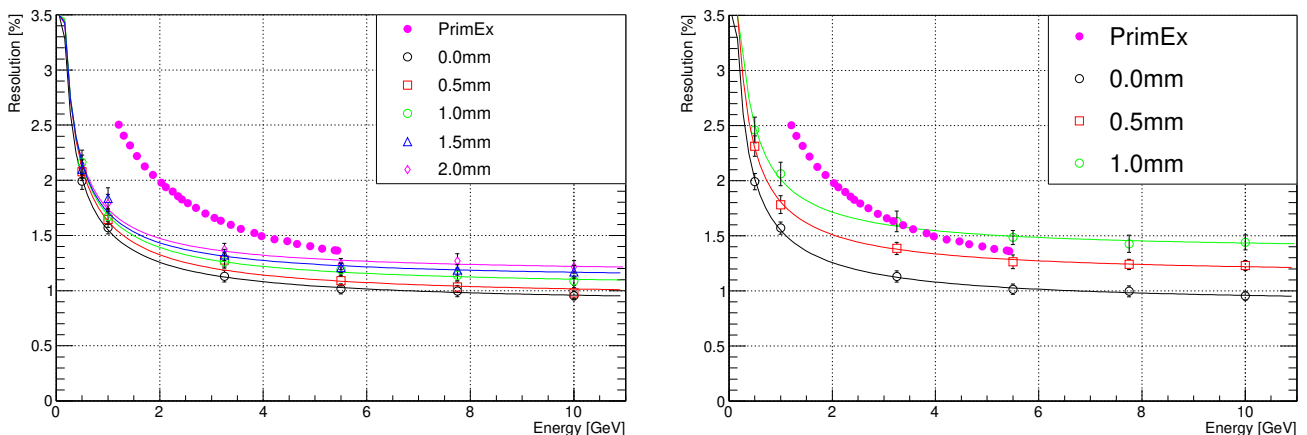 Resolution [%]
3.5
3
2.5
2
1.5
1
0.5
0
PrimEx
0.0mm
0.5mm
1.0mm
1.5mm
2.0mm
0 2 4 6 8 10
Energy [GeV]
Resolution [%]
3.5
3
2.5
2
1.5
1
0.5
0
PrimEx
0.0mm
0.5mm
1.0mm
0 2 4 6 8 10
Energy [GeV]